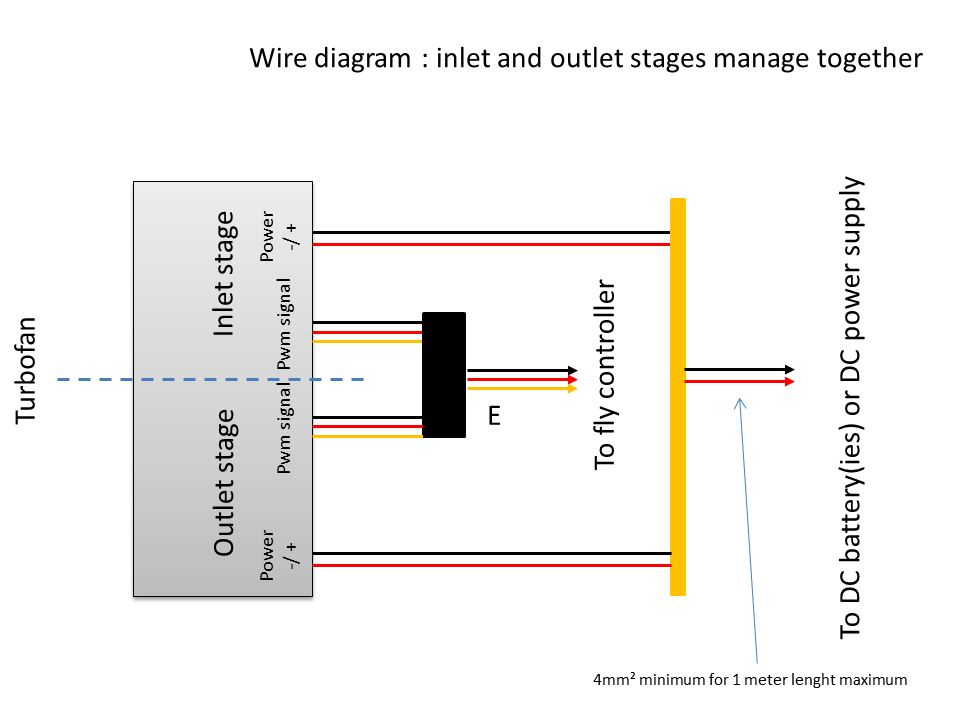 Wire diagram : inlet and outlet stages manage together
Turbofan
Inlet stage
Outlet stage
Power
-/ +
Pwm signal
Pwm signal
Power
-/ +
E
To fly controller
To DC battery(ies) or DC power supply
4mm² minimum for 1 meter lenght maximum